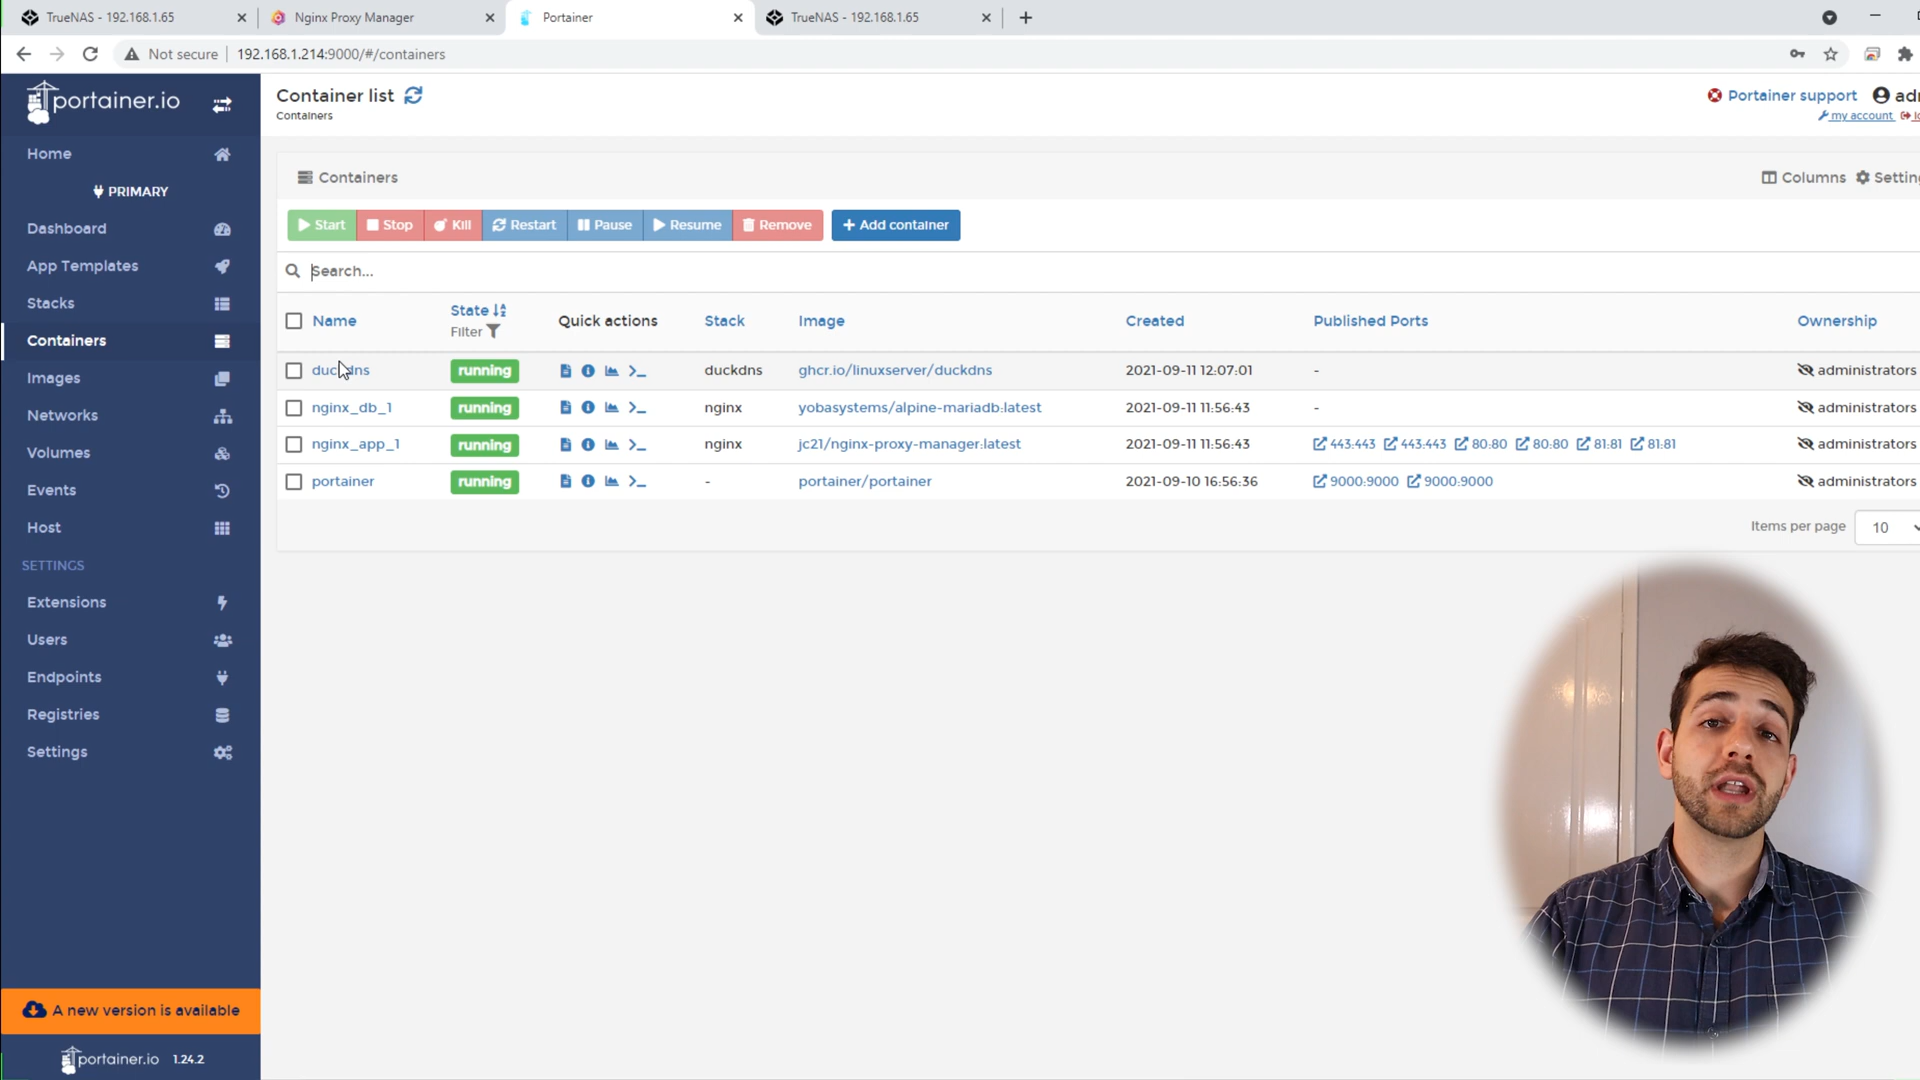 TrueNAS - 192.168.1.65
Nginx Proxy Manager
Portainer
TrueNAS - 192.168.1.65
Not secure
192.168.1.214:9000/#/containers
portainer.io
Container list
Containers
Portainer support
my account
Home
PRIMARY
Dashboard
App Templates
Stacks
Containers
Images
Networks
Volumes
Events
Host
SETTINGS
Extensions
Users
Endpoints
Registries
Settings
A new version is available
portainer.io 1.24.2
Containers
Columns
Start Stop Kill Restart Pause Resume Remove Add container
Search...
Name State Quick actions Stack Image Created Published Ports Ownership
Filter
duckdns running duckdns ghcr.io/linuxserver/duckdns 2021-09-11 12:07:01 - administrators
nginx_db_1 running nginx yobasystems/alpine-mariadb:latest 2021-09-11 11:56:43 - administrators
nginx_app_1 running nginx jc21/nginx-proxy-manager:latest 2021-09-11 11:56:43 443:443 443:443 80:80 80:80 81:81 81:81 administrators
portainer running - portainer/portainer 2021-09-10 16:56:36 9000:9000 9000:9000 administrators
Items per page 10